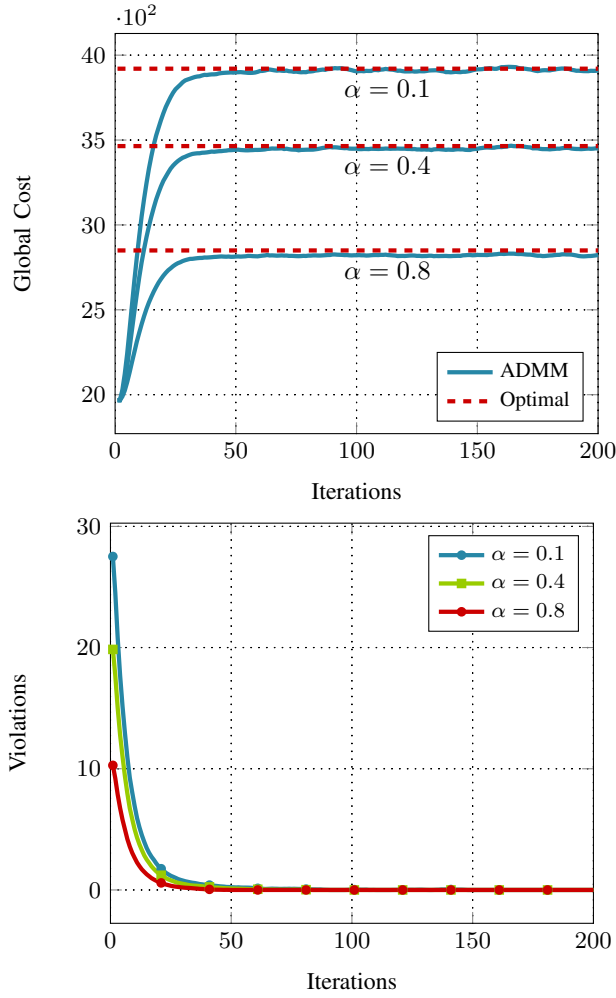 ·10²
40
35
30
25
20
Global Cost
α = 0.1
α = 0.4
α = 0.8
ADMM
Optimal
0 50 100 150 200
Iterations
30
20
10
0
Violations
α = 0.1
α = 0.4
α = 0.8
0 50 100 150 200
Iterations